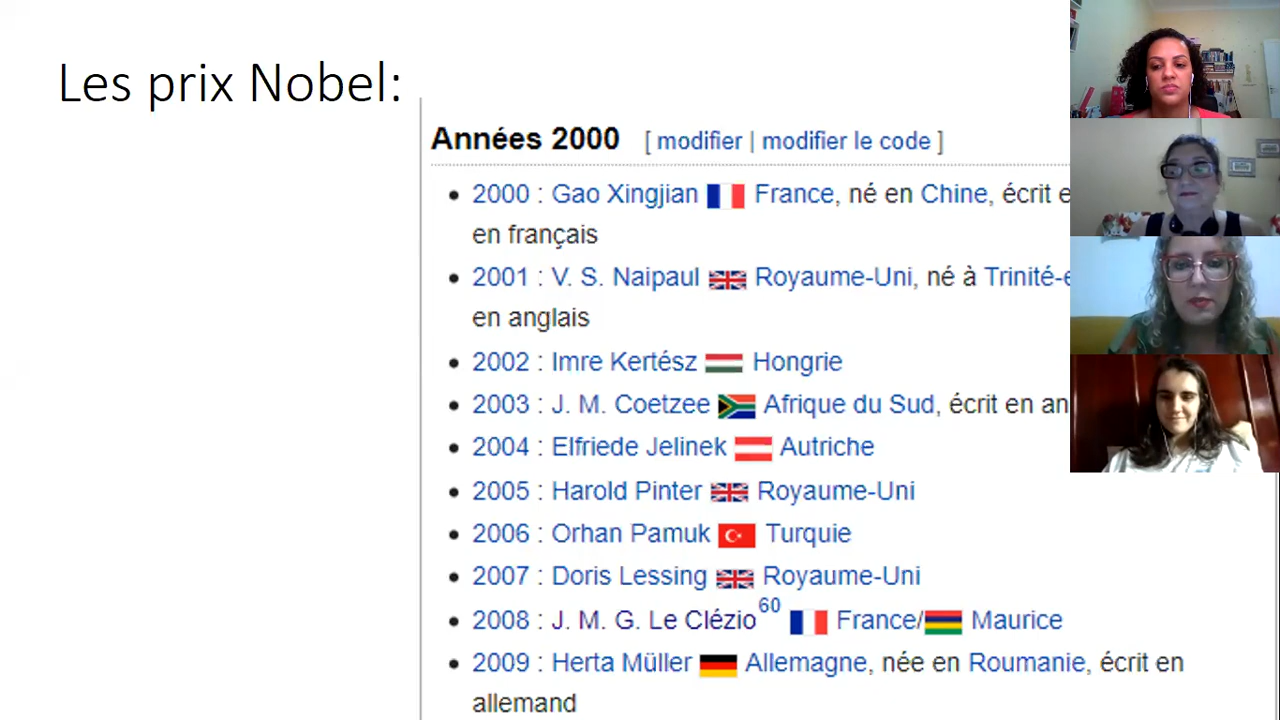 Les prix Nobel:
Années 2000 [ modifier | modifier le code ]
2000 : Gao Xingjian France, né en Chine, écrit
en français
2001 : V. S. Naipaul Royaume-Uni, né à
en anglais
2002 : Imre Kertész Hongrie
2003 : J. M. Coetzee Afrique du Sud, écrit en
2004 : Elfriede Jelinek Autriche
2005 : Harold Pinter Royaume-Uni
2006 : Orhan Pamuk Turquie
2007 : Doris Lessing Royaume-Uni
2008 : J. M. G. Le Clézio60 France/ Maurice
2009 : Herta Müller Allemagne, née en Roumanie, écrit en
allemand